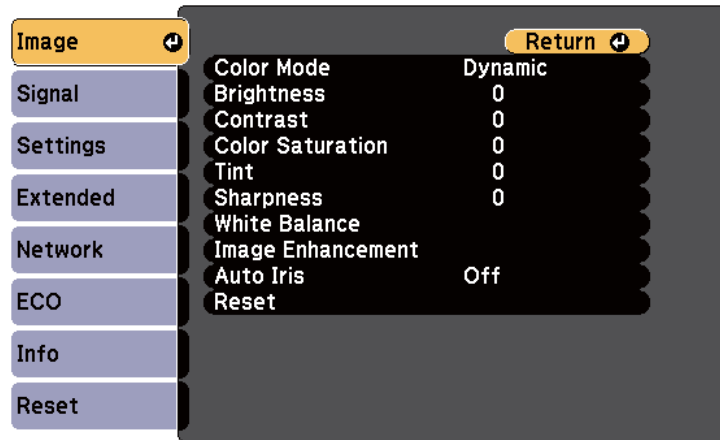 Image
Signal
Settings
Extended
Network
ECO
Info
Reset
Return
Color Mode Dynamic
Brightness 0
Contrast 0
Color Saturation 0
Tint 0
Sharpness 0
White Balance
Image Enhancement
Auto Iris Off
Reset